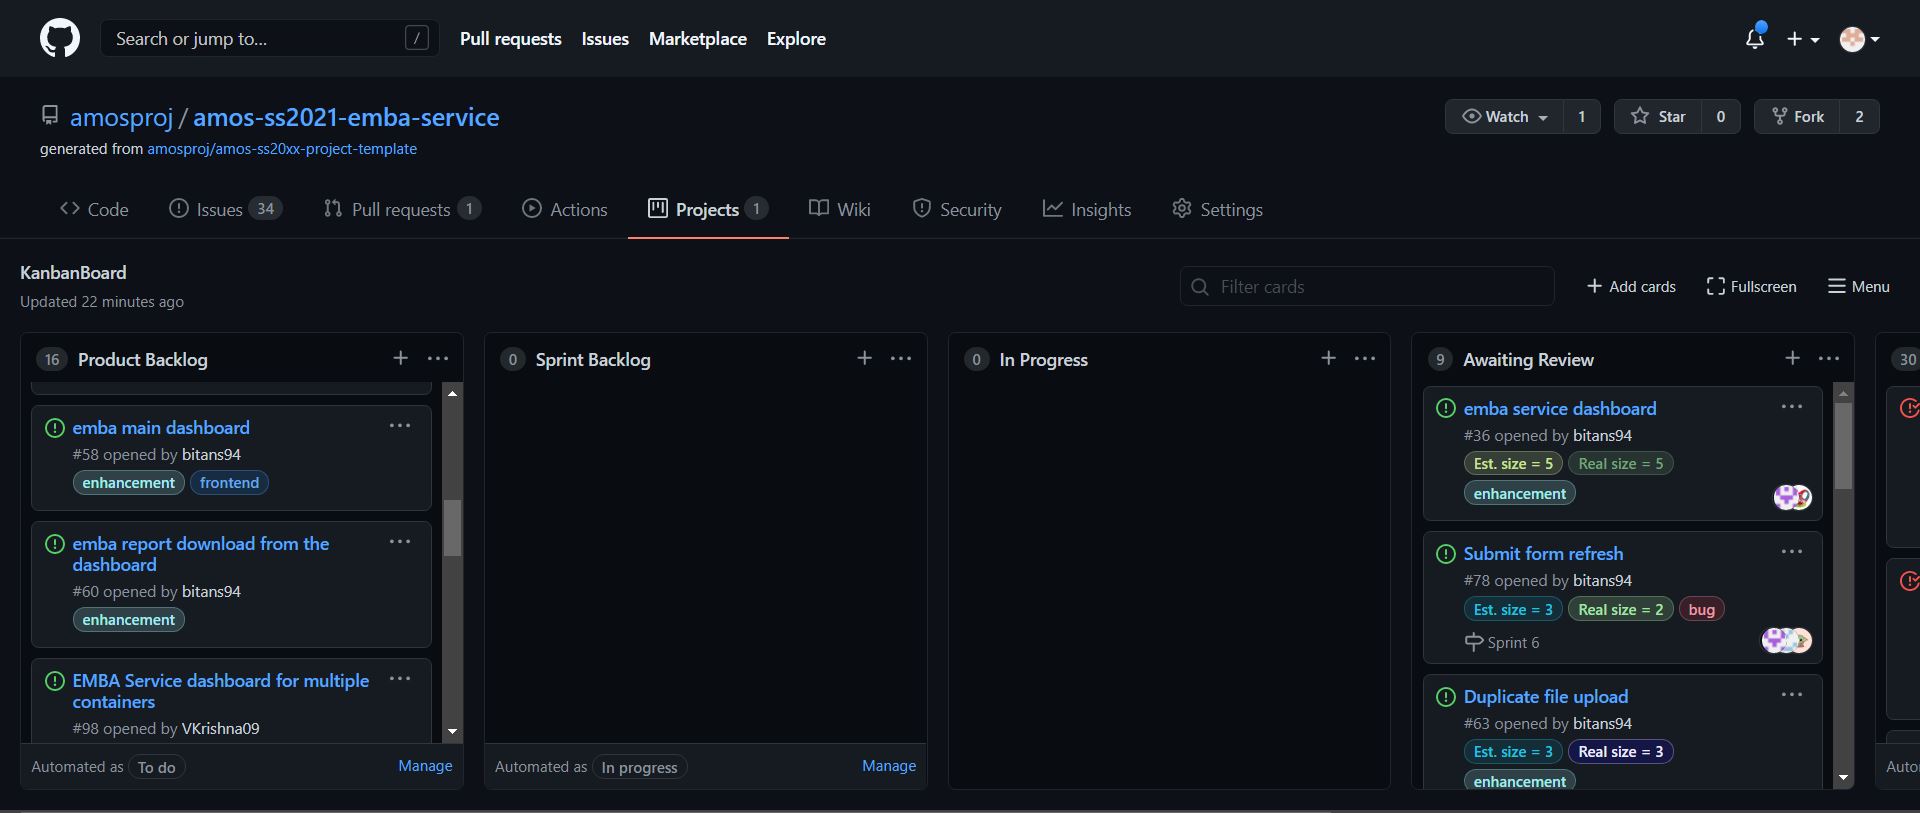 Search or jump to... /
Pull requests Issues Marketplace Explore
amosproj / amos-ss2021-emba-service
generated from amosproj/amos-ss20xx-project-template
Watch 1 Star 0 Fork 2
Code Issues 34 Pull requests 1 Actions Projects 1 Wiki Security Insights Settings
KanbanBoard
Updated 22 minutes ago
Filter cards
Add cards Fullscreen Menu
16 Product Backlog
emba main dashboard
#58 opened by bitans94
enhancement frontend
emba report download from the
dashboard
#60 opened by bitans94
enhancement
EMBA Service dashboard for multiple
containers
#98 opened by VKrishna09
Automated as To do Manage
0 Sprint Backlog
Automated as In progress Manage
0 In Progress
9 Awaiting Review
emba service dashboard
#36 opened by bitans94
Est. size = 5 Real size = 5
enhancement
Submit form refresh
#78 opened by bitans94
Est. size = 3 Real size = 2 bug
Sprint 6
Duplicate file upload
#63 opened by bitans94
Est. size = 3 Real size = 3
enhancement
30
Auto